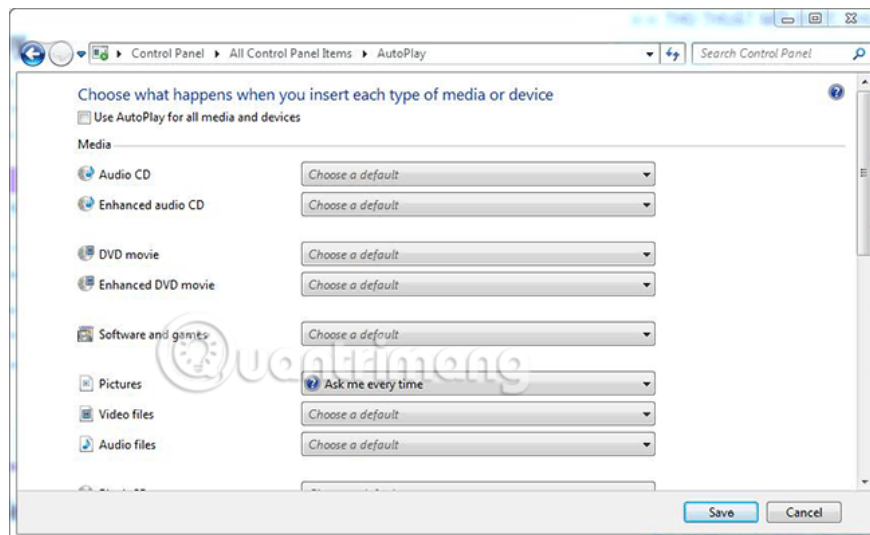 Control Panel ▸ All Control Panel Items ▸ AutoPlay
Search Control Panel
Choose what happens when you insert each type of media or device
Use AutoPlay for all media and devices
Media
Audio CD Choose a default
Enhanced audio CD Choose a default
DVD movie Choose a default
Enhanced DVD movie Choose a default
Software and games Choose a default
Quantrimang
Pictures Ask me every time
Video files Choose a default
Audio files Choose a default
Save Cancel